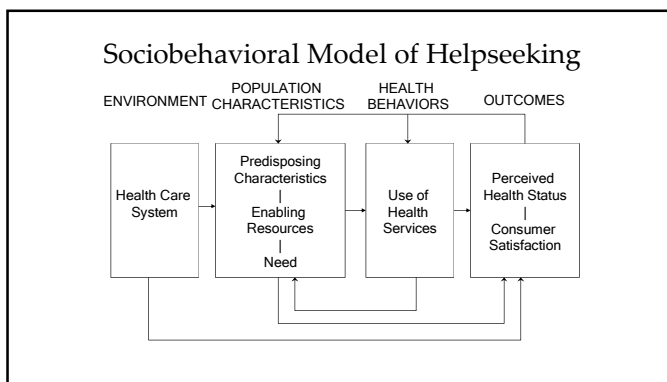 Sociobehavioral Model of Helpseeking
ENVIRONMENT
POPULATION
CHARACTERISTICS
HEALTH
BEHAVIORS
OUTCOMES
Health Care
System
Predisposing
Characteristics
|
Enabling
Resources
|
Need
Use of
Health
Services
Perceived
Health Status
|
Consumer
Satisfaction